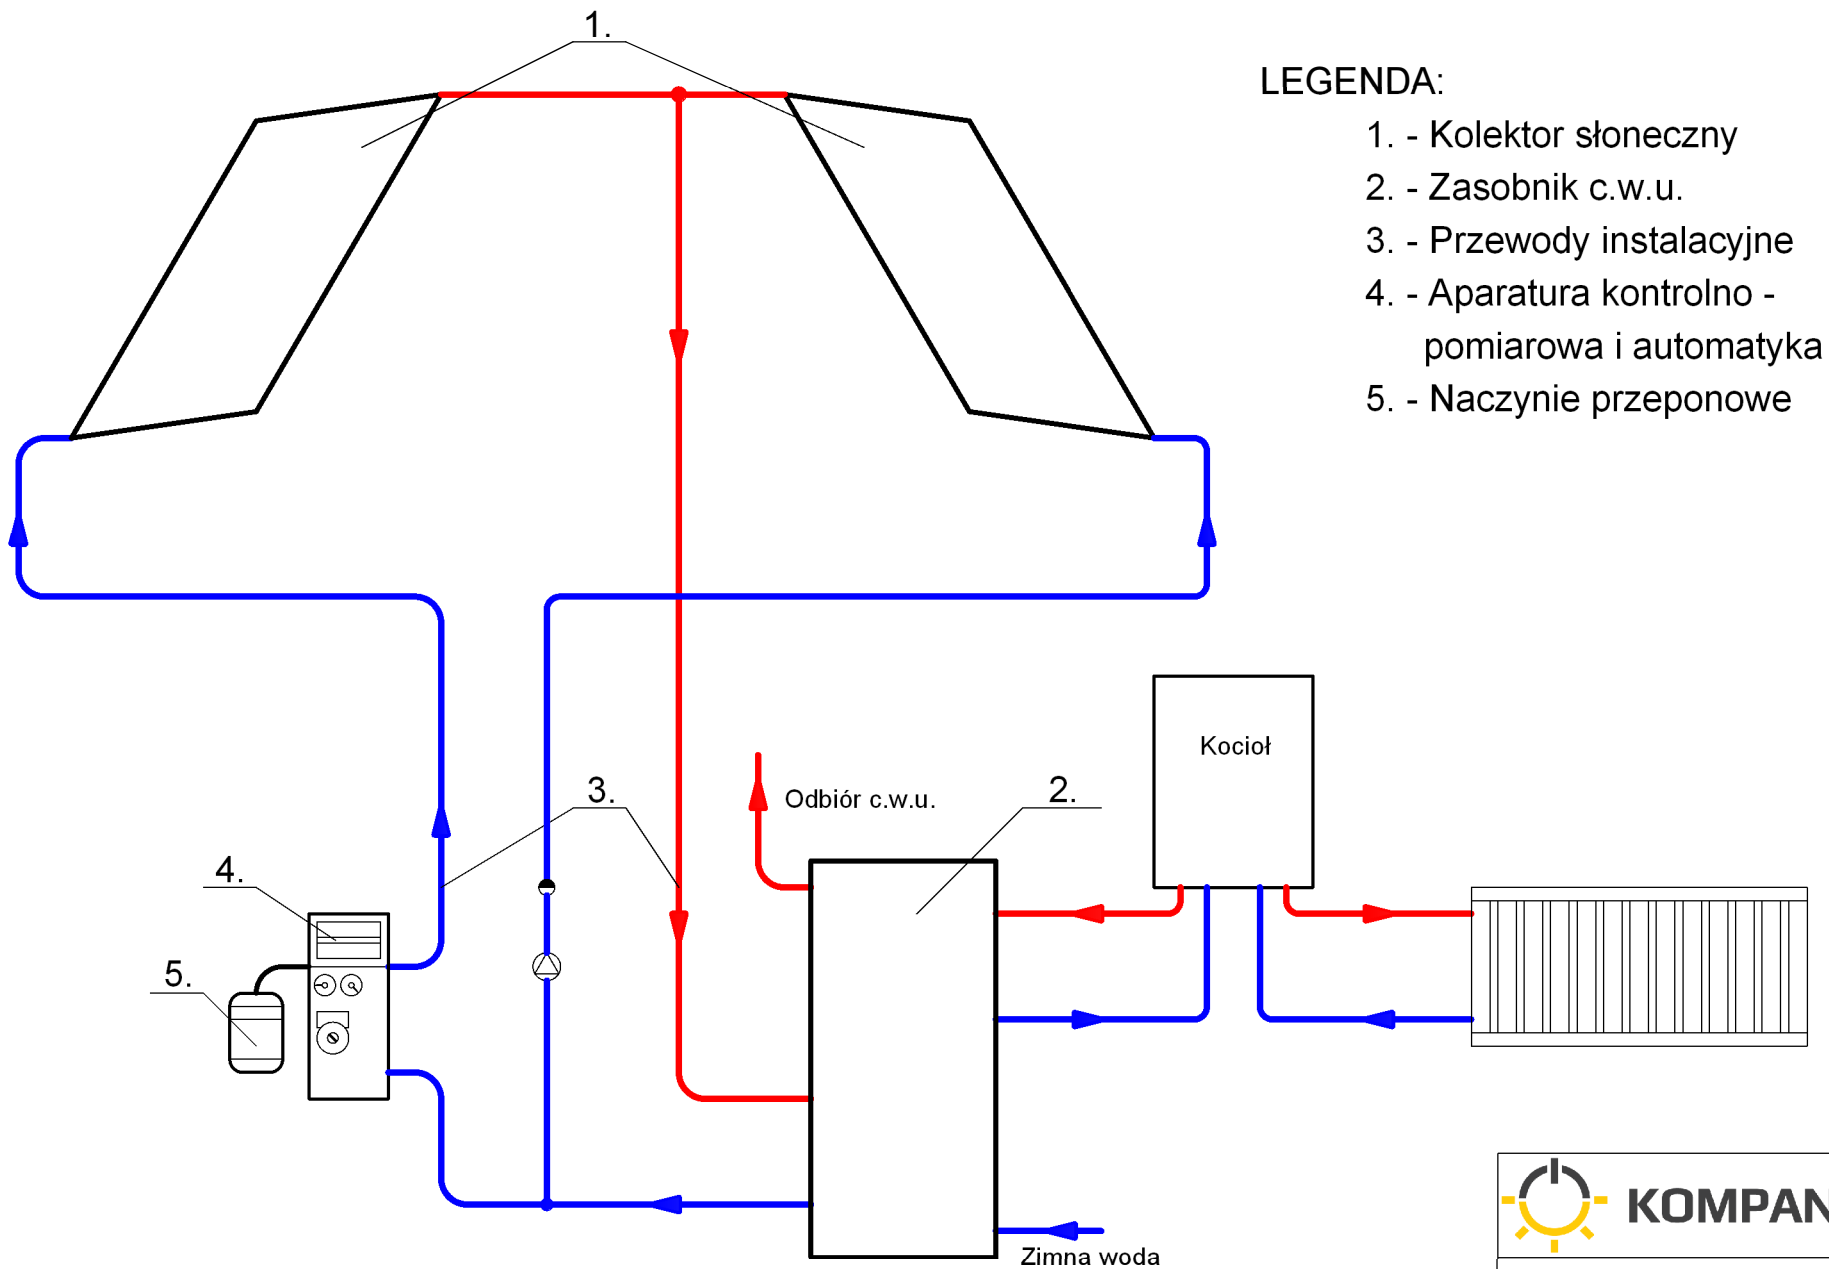 1.
LEGENDA:
1. - Kolektor słoneczny
2. - Zasobnik c.w.u.
3. - Przewody instalacyjne
4. - Aparatura kontrolno -
pomiarowa i automatyka
5. - Naczynie przeponowe
Kocioł
3.
Odbiór c.w.u.
2.
4.
5.
KOMPAN
Zimna woda